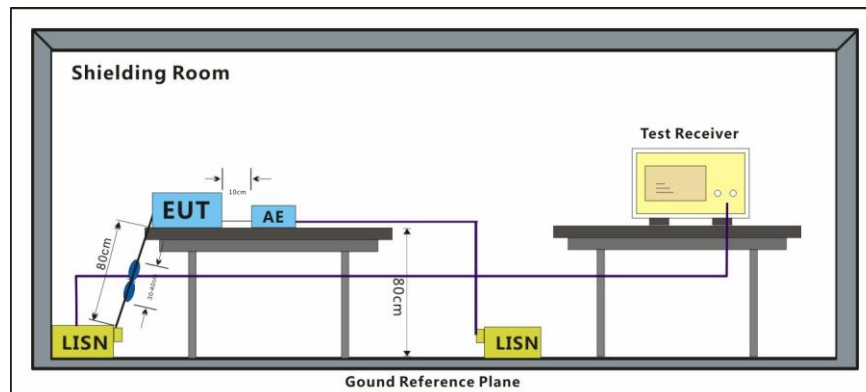 Shielding Room
Test Receiver
10cm
EUT
AE
80cm
30-40cm
80cm
LISN
LISN
Gound Reference Plane